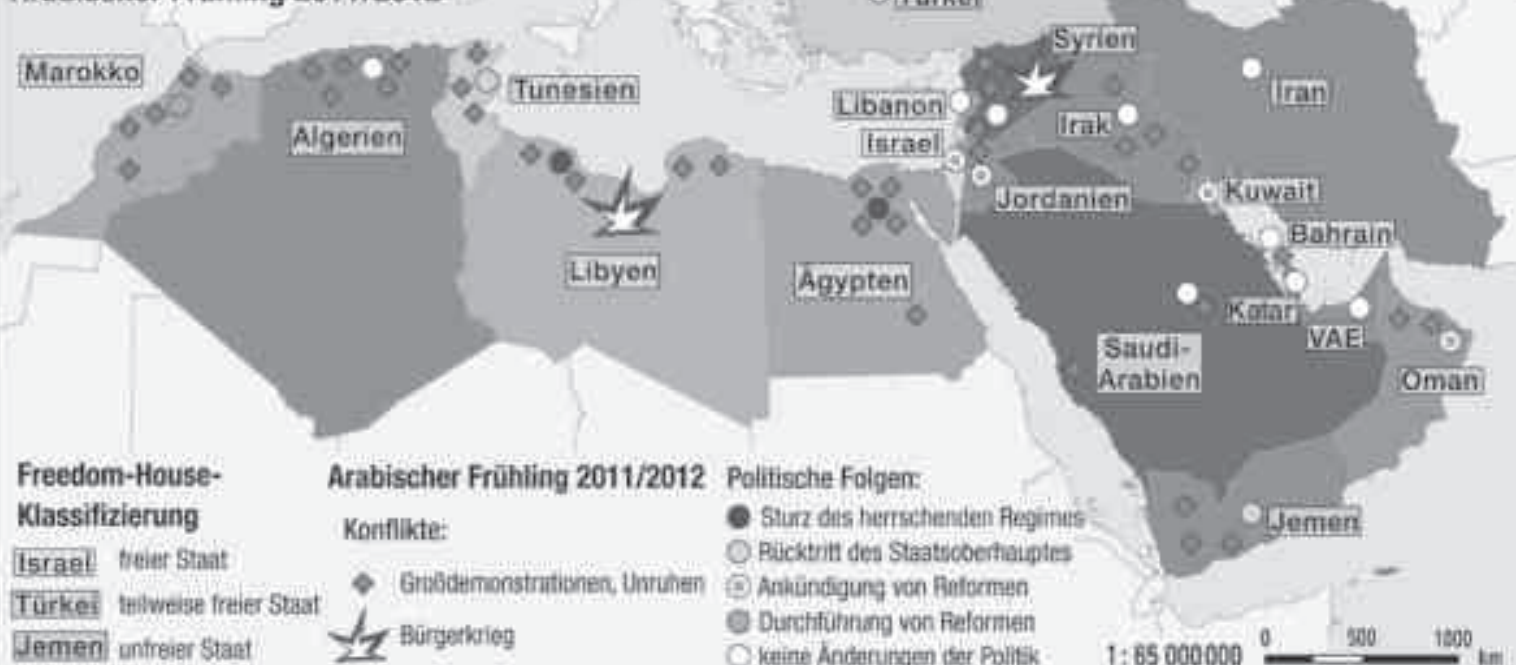 Türkei
Syrien
Marokko
Tunesien
Iran
Libanon
Algerien
Irak
Israel
Jordanien
Kuwait
Bahrain
Libyen
Ägypten
Katar
VAE
Saudi-
Arabien
Oman
Jemen
Freedom-House-
Klassifizierung
Israel freier Staat
Türkei teilweise freier Staat
Jemen unfreier Staat
Arabischer Frühling 2011/2012
Konflikte:
Großdemonstrationen, Unruhen
Bürgerkrieg
Politische Folgen:
Sturz des herrschenden Regimes
Rücktritt des Staatsoberhauptes
Ankündigung von Reformen
Durchführung von Reformen
keine Änderungen der Politik
1 : 65 000 000 0 500 1000 km